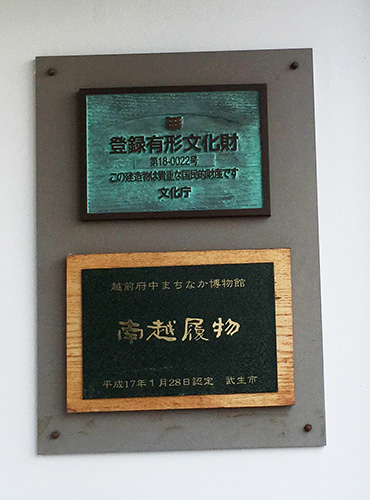 登録有形文化財
第18-0022号
この建造物は貴重な国民的財産です
文化庁
越前府中まちなか博物館
南越履物
平成17年1月28日認定 武生市